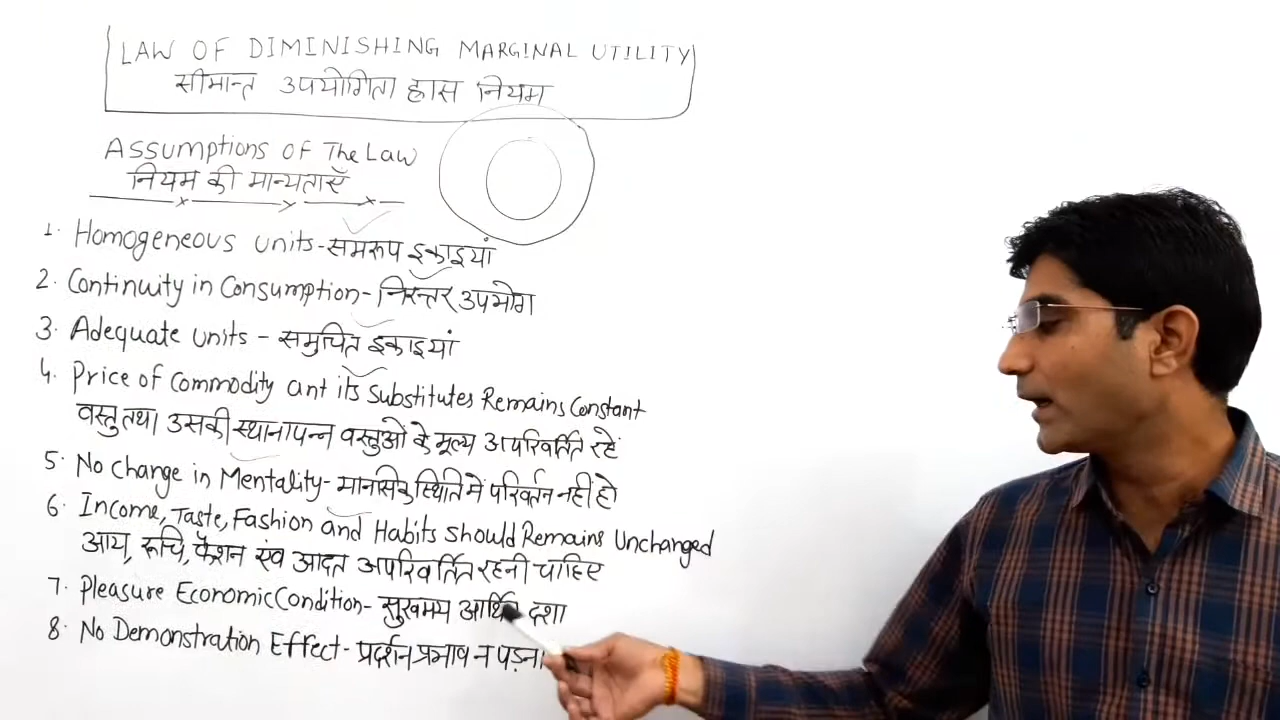 LAW OF DIMINISHING MARGINAL UTILITY
सीमान्त उपयोगिता ह्रास नियम
Assumptions of The Law
नियम की मान्यताएँ
1. Homogeneous units - समरूप इकाइयां
2. Continuity in Consumption - निरन्तर उपभोग
3. Adequate units - समुचित इकाइयां
4. Price of Commodity ant its Substitutes Remains Constant
वस्तु तथा उसकी स्थानापन्न वस्तुओं के मूल्य अपरिवर्तित रहें
5. No change in Mentality - मानसिक स्थिति में परिवर्तन नहीं हो
6. Income, Taste, Fashion and Habits should Remains Unchanged
आय, रूचि, फैशन एंव आदत अपरिवर्तित रहनी चाहिए
7. Pleasure Economic Condition - सुखमय आर्थिक दशा
8. No Demonstration Effect - प्रर्दशन प्रभाव न पड़ना